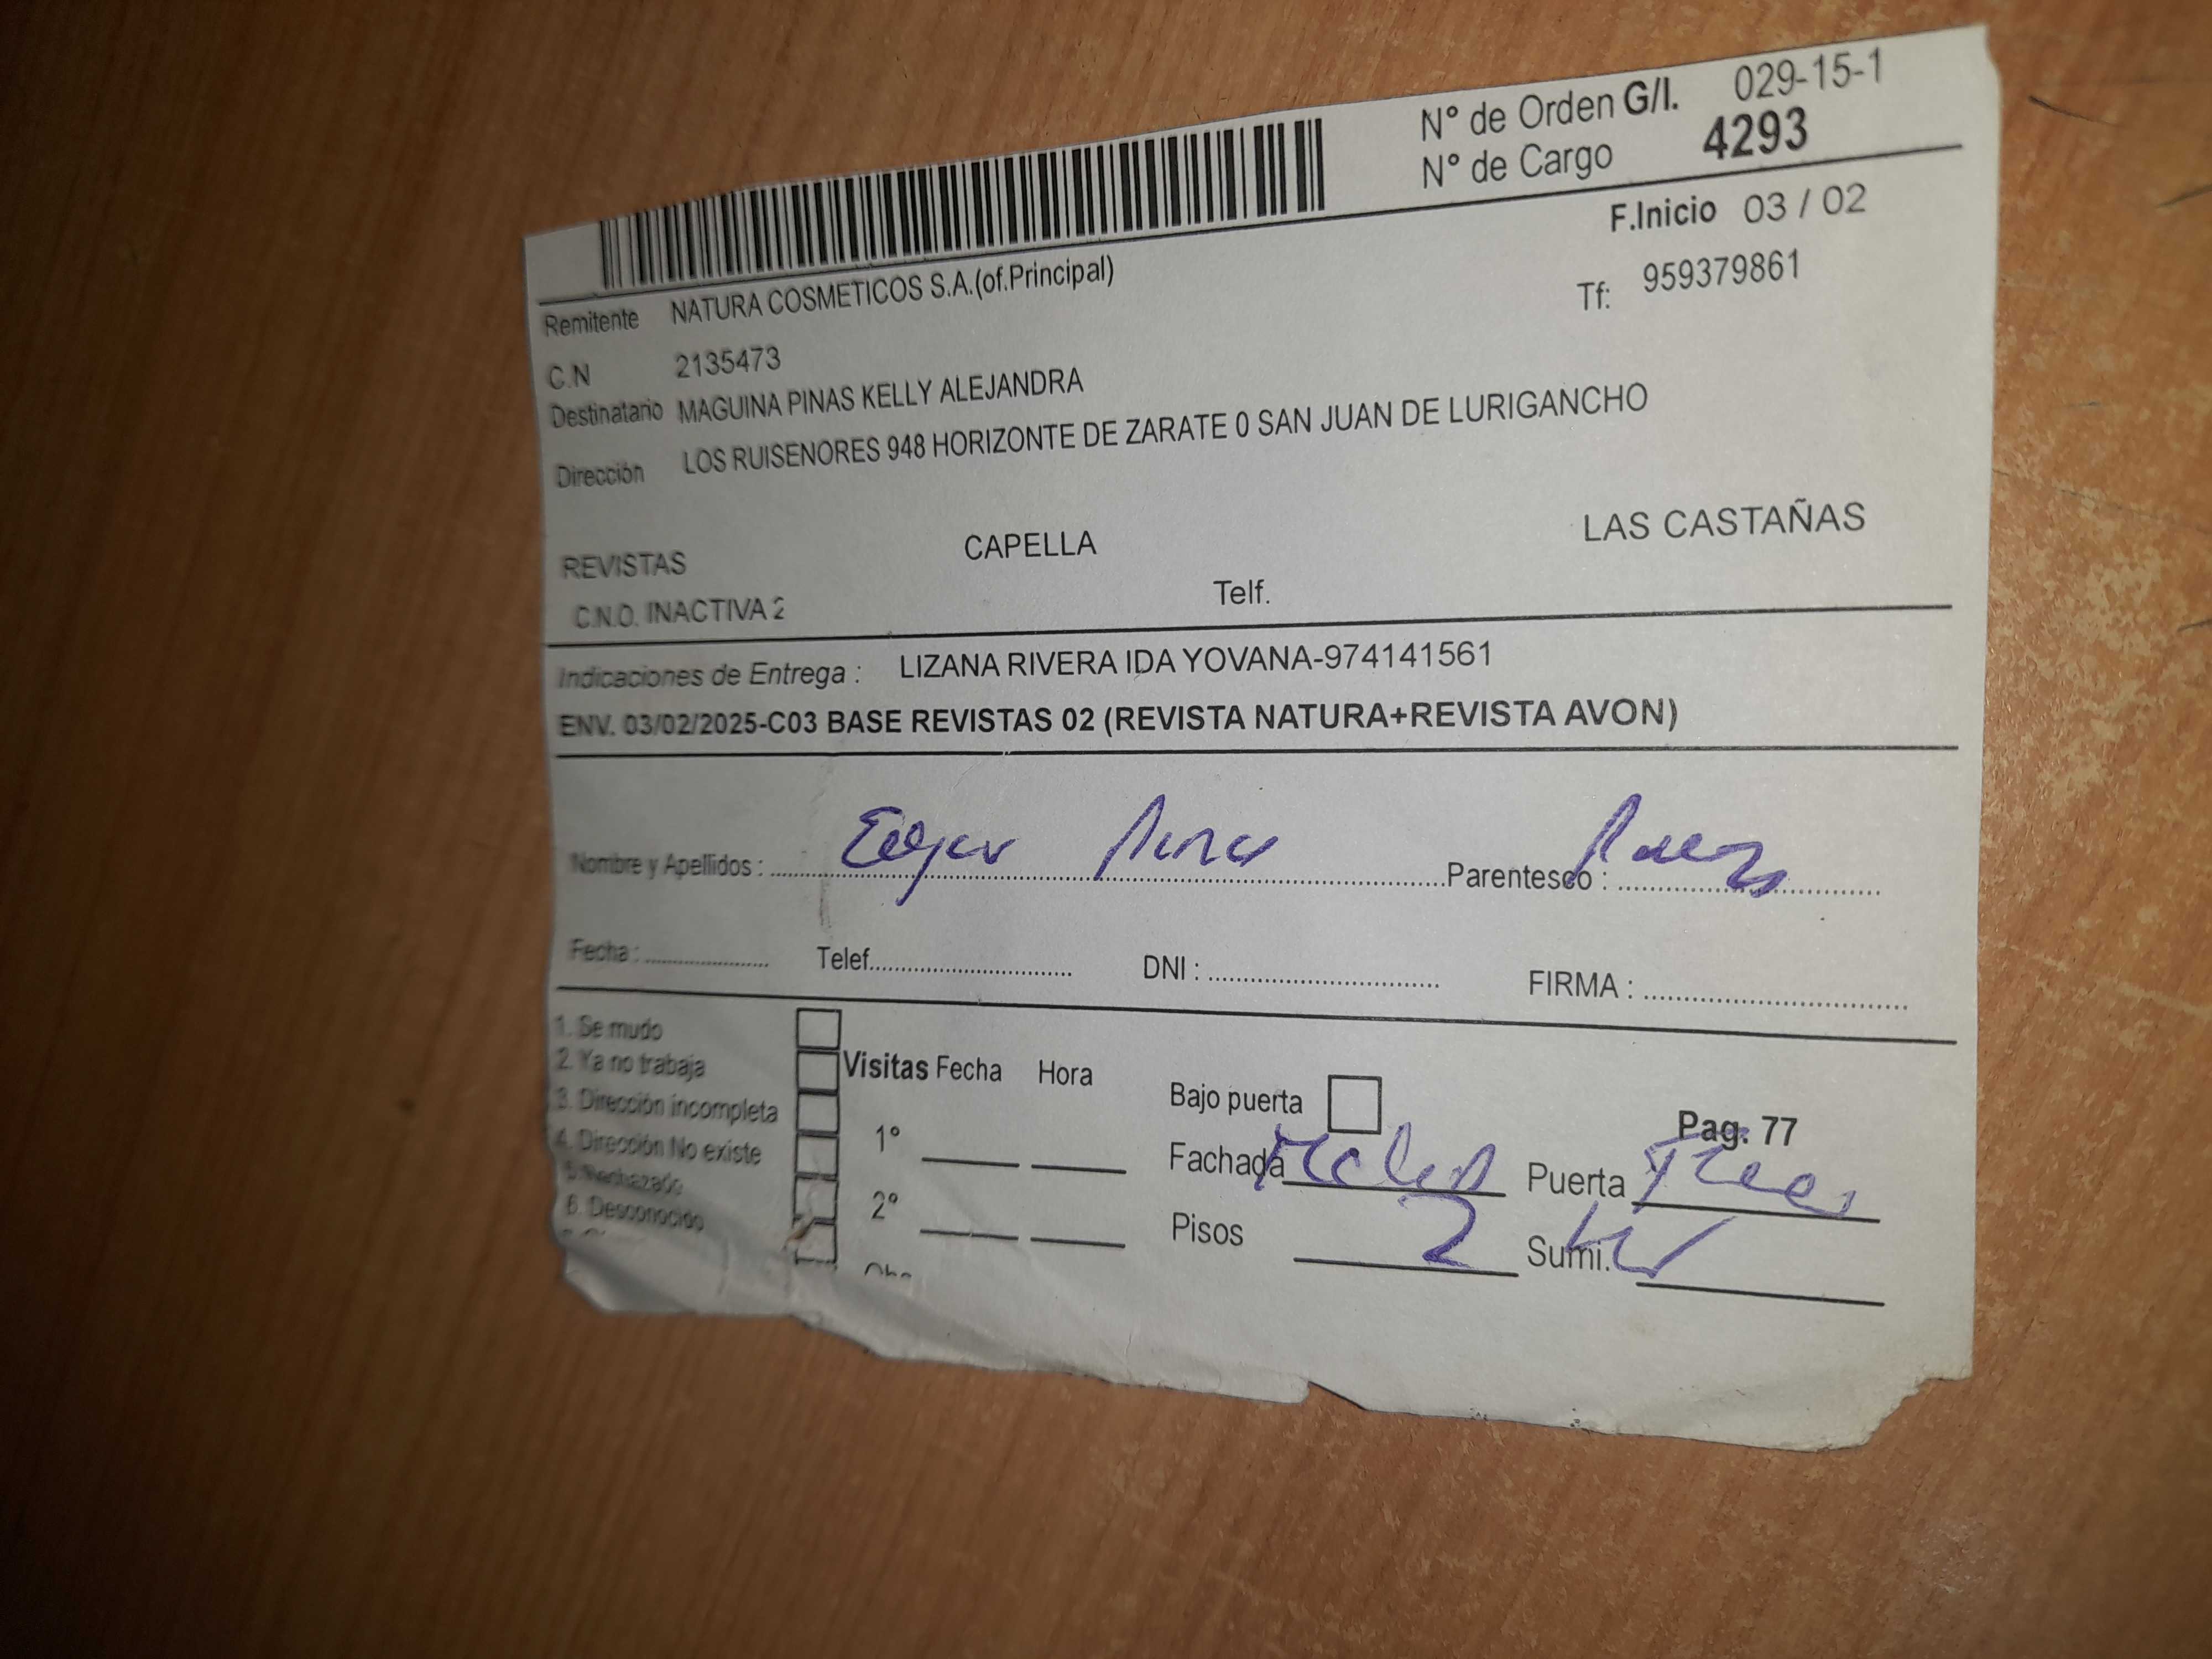 N° de Orden G/I. 029-15-1
N° de Cargo 4293
F.Inicio 03 / 02
Remitente NATURA COSMETICOS S.A.(of.Principal)
Tf: 959379861
C.N 2135473
Destinatario MAGUINA PINAS KELLY ALEJANDRA
Dirección LOS RUISENORES 948 HORIZONTE DE ZARATE 0 SAN JUAN DE LURIGANCHO
REVISTAS CAPELLA LAS CASTAÑAS
C.N.O. INACTIVA 2 Telf.
Indicaciones de Entrega : LIZANA RIVERA IDA YOVANA-974141561
ENV. 03/02/2025-C03 BASE REVISTAS 02 (REVISTA NATURA+REVISTA AVON)
Nombre y Apellidos : Edgar Parentesco :
Fecha : Telef. DNI : FIRMA :
1. Se mudo
2. Ya no trabaja
3. Dirección incompleta
4. Dirección No existe
5. Rechazado
6. Desconocido
Visitas Fecha Hora
1°
2°
Bajo puerta
Pag. 77
Fachada Puerta
Pisos 2 Sumi.